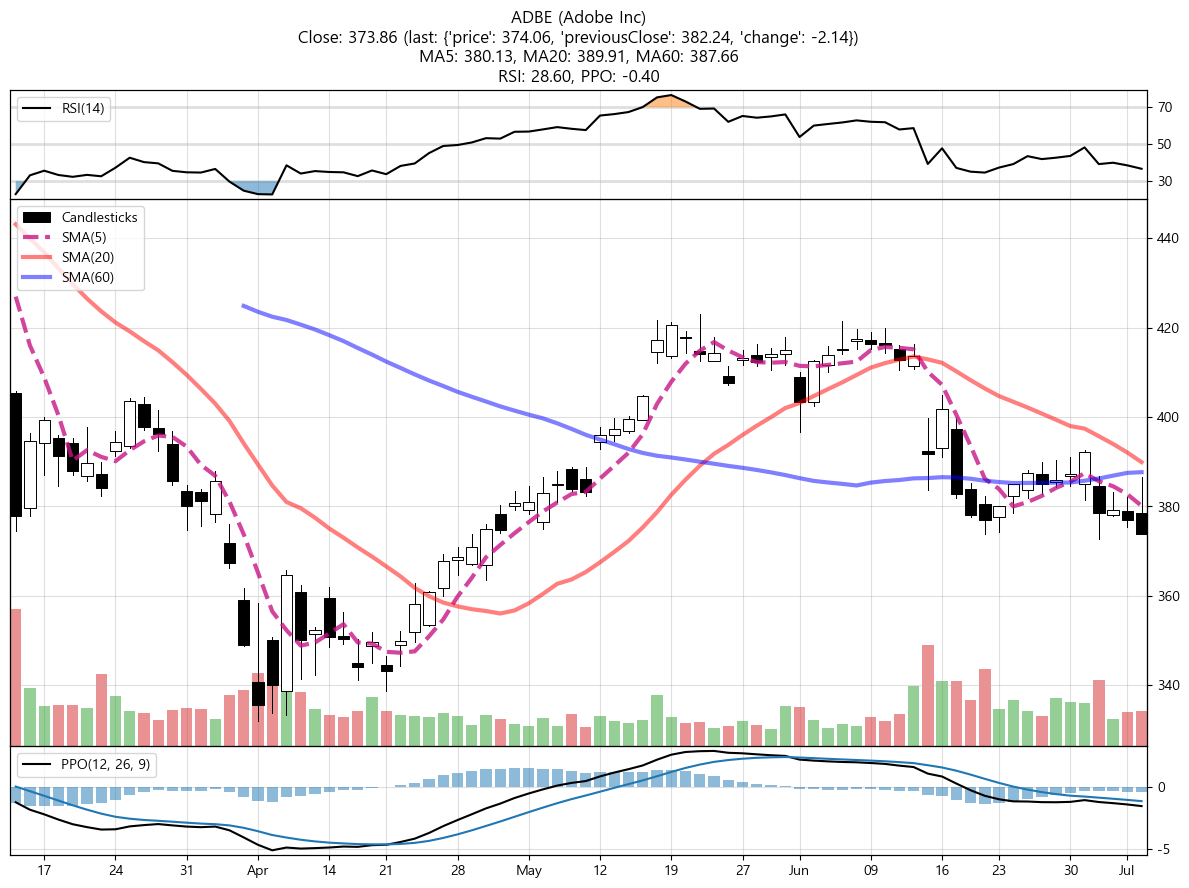 ADBE (Adobe Inc)
Close: 373.86 (last: {'price': 374.06, 'previousClose': 382.24, 'change': -2.14})
MA5: 380.13, MA20: 389.91, MA60: 387.66
RSI: 28.60, PPO: -0.40
RSI(14)
70
50
30
Candlesticks
SMA(5)
SMA(20)
SMA(60)
440
420
400
380
360
340
PPO(12, 26, 9)
0
-5
17 24 31 Apr 14 21 28 May 12 19 27 Jun 09 16 23 30 Jul